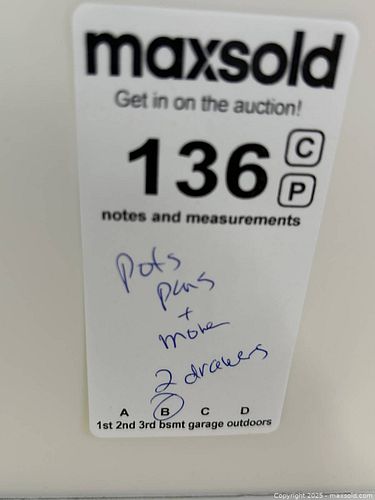 maxsold
Get in on the auction!
136 C
P
notes and measurements
Pots
pans
+
more
2 drawers
A B C D
1st 2nd 3rd bsmt garage outdoors
Copyright 2025 - maxsold.com